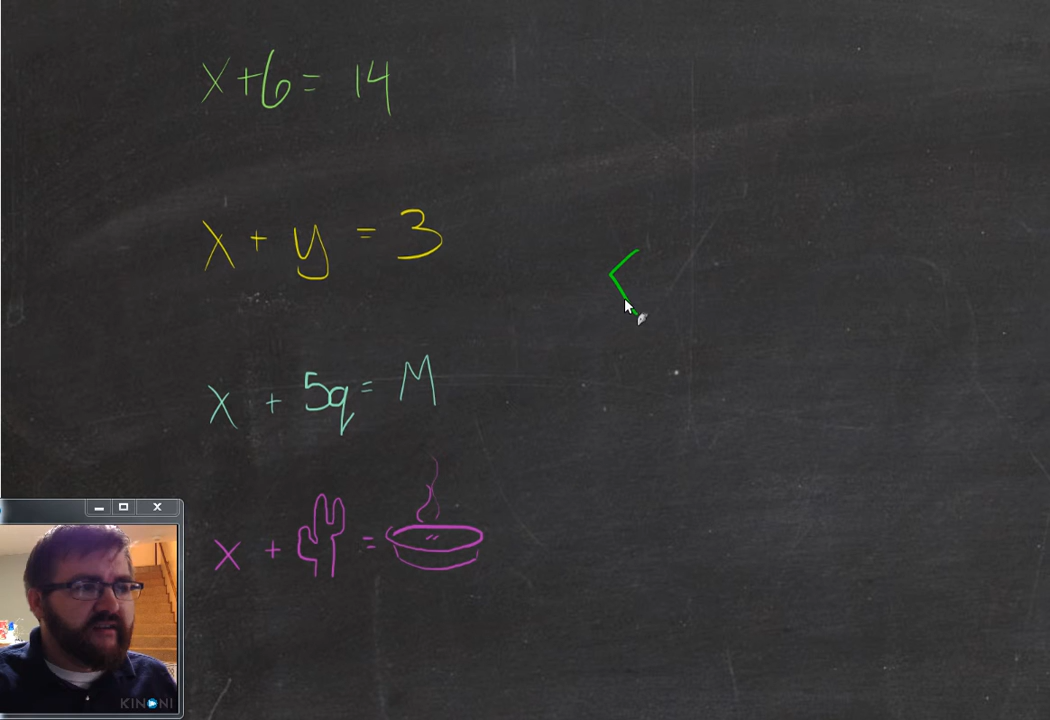 x+6= 14
x + y = 3
x + 5q = M
x + =
KINONI